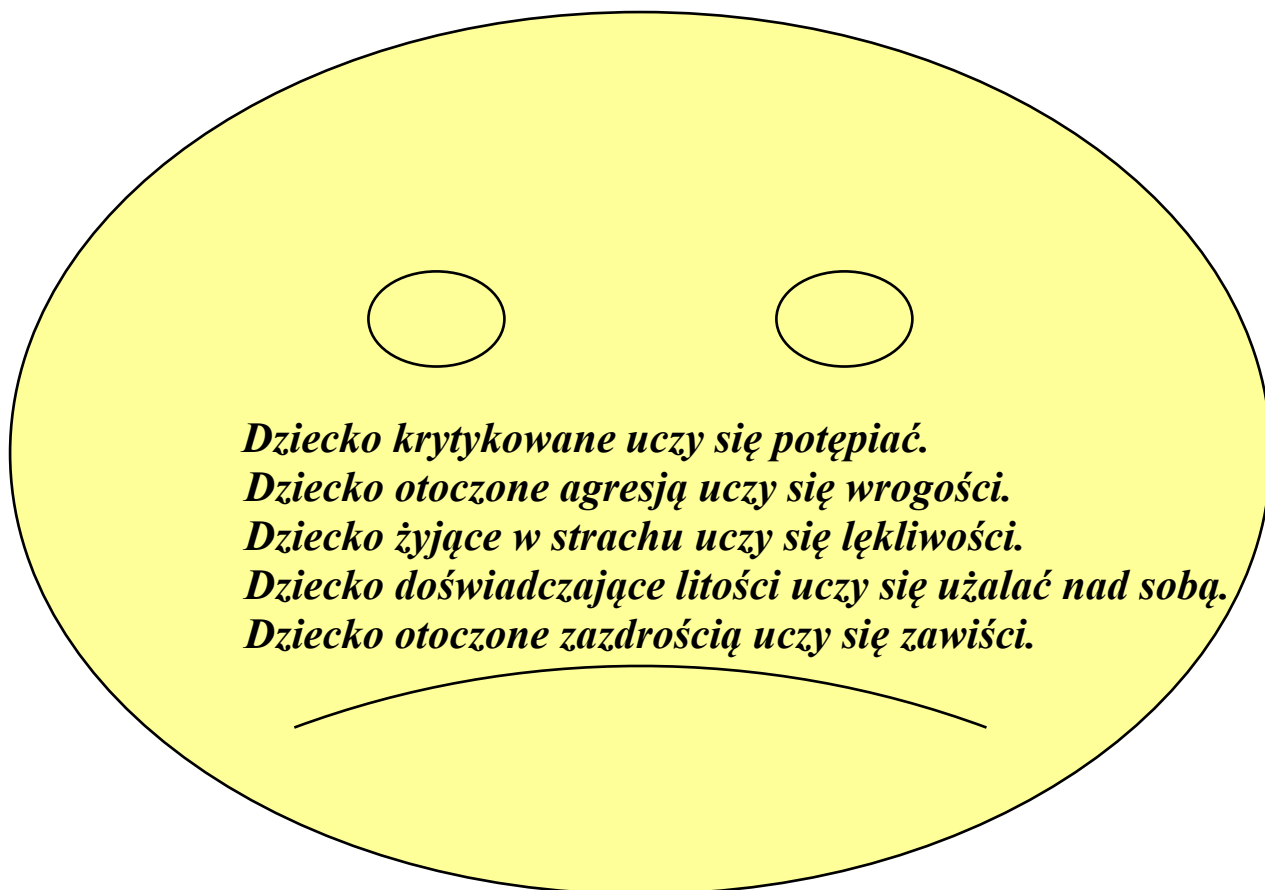 Dziecko krytykowane uczy się potępiać.
Dziecko otoczone agresją uczy się wrogości.
Dziecko żyjące w strachu uczy się lękliwości.
Dziecko doświadczające litości uczy się użalać nad sobą.
Dziecko otoczone zazdrością uczy się zawiści.